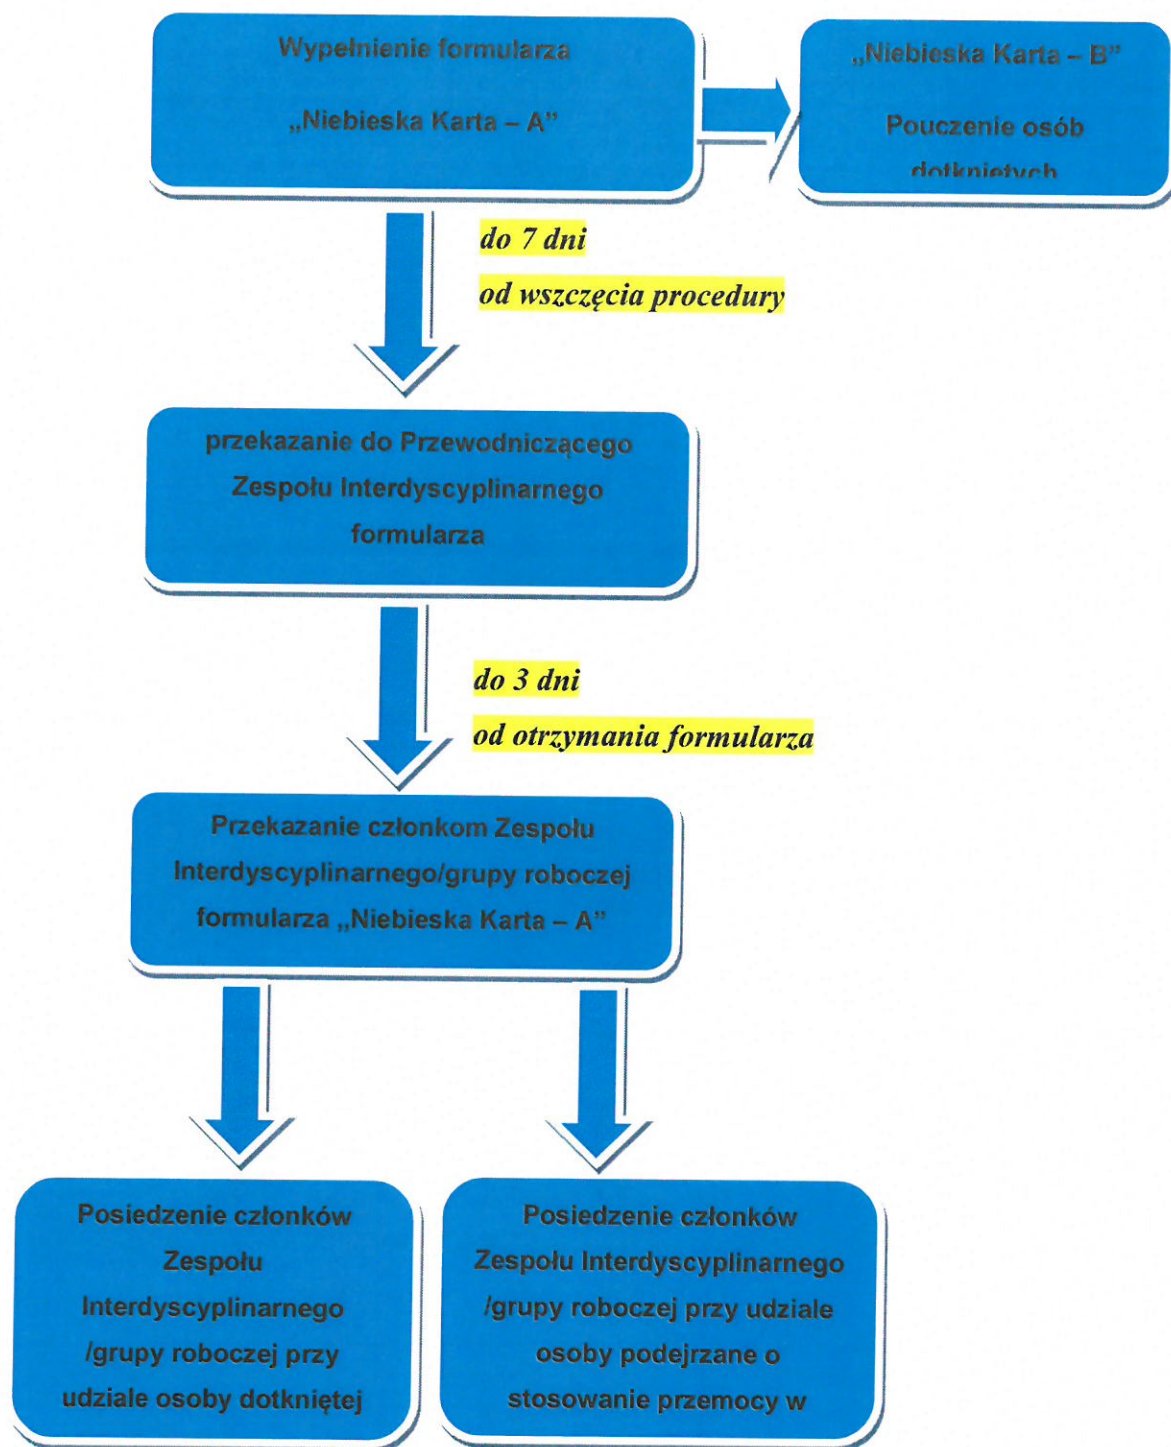 Wypełnienie formularza
„Niebieska Karta – A”
„Niebieska Karta – B”
Pouczenie osób
dotkniętych
do 7 dni
od wszczęcia procedury
przekazanie do Przewodniczącego
Zespołu Interdyscyplinarnego
formularza
do 3 dni
od otrzymania formularza
Przekazanie członkom Zespołu
Interdyscyplinarnego/grupy roboczej
formularza „Niebieska Karta – A”
Posiedzenie członków
Zespołu
Interdyscyplinarnego
/grupy roboczej przy
udziale osoby dotkniętej
Posiedzenie członków
Zespołu Interdyscyplinarnego
/grupy roboczej przy udziale
osoby podejrzane o
stosowanie przemocy w